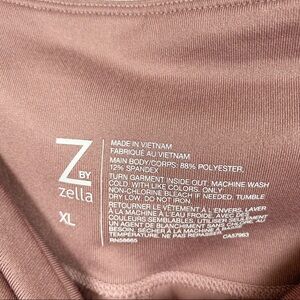 Z
BY
zella
XL
MADE IN VIETNAM
FABRIQUÉ AU VIETNAM
MAIN BODY/CORPS: 88% POLYESTER,
12% SPANDEX
TURN GARMENT INSIDE OUT. MACHINE WASH
COLD. WITH LIKE COLORS. ONLY
NON-CHLORINE BLEACH IF NEEDED. TUMBLE
DRY LOW. DO NOT IRON.
RETOURNER LE VÊTEMENT À L'ENVERS. LAVER
À LA MACHINE À L'EAU FROIDE. AVEC DES
COULEURS SEMBLABLES. UTILISER SEULEMENT
UN AGENT DE BLANCHIMENT SANS CHLORE AU
BESOIN. SÉCHER À LA MACHINE À BASSE
TEMPÉRATURE. NE PAS REPASSER. CA57963
RN58665